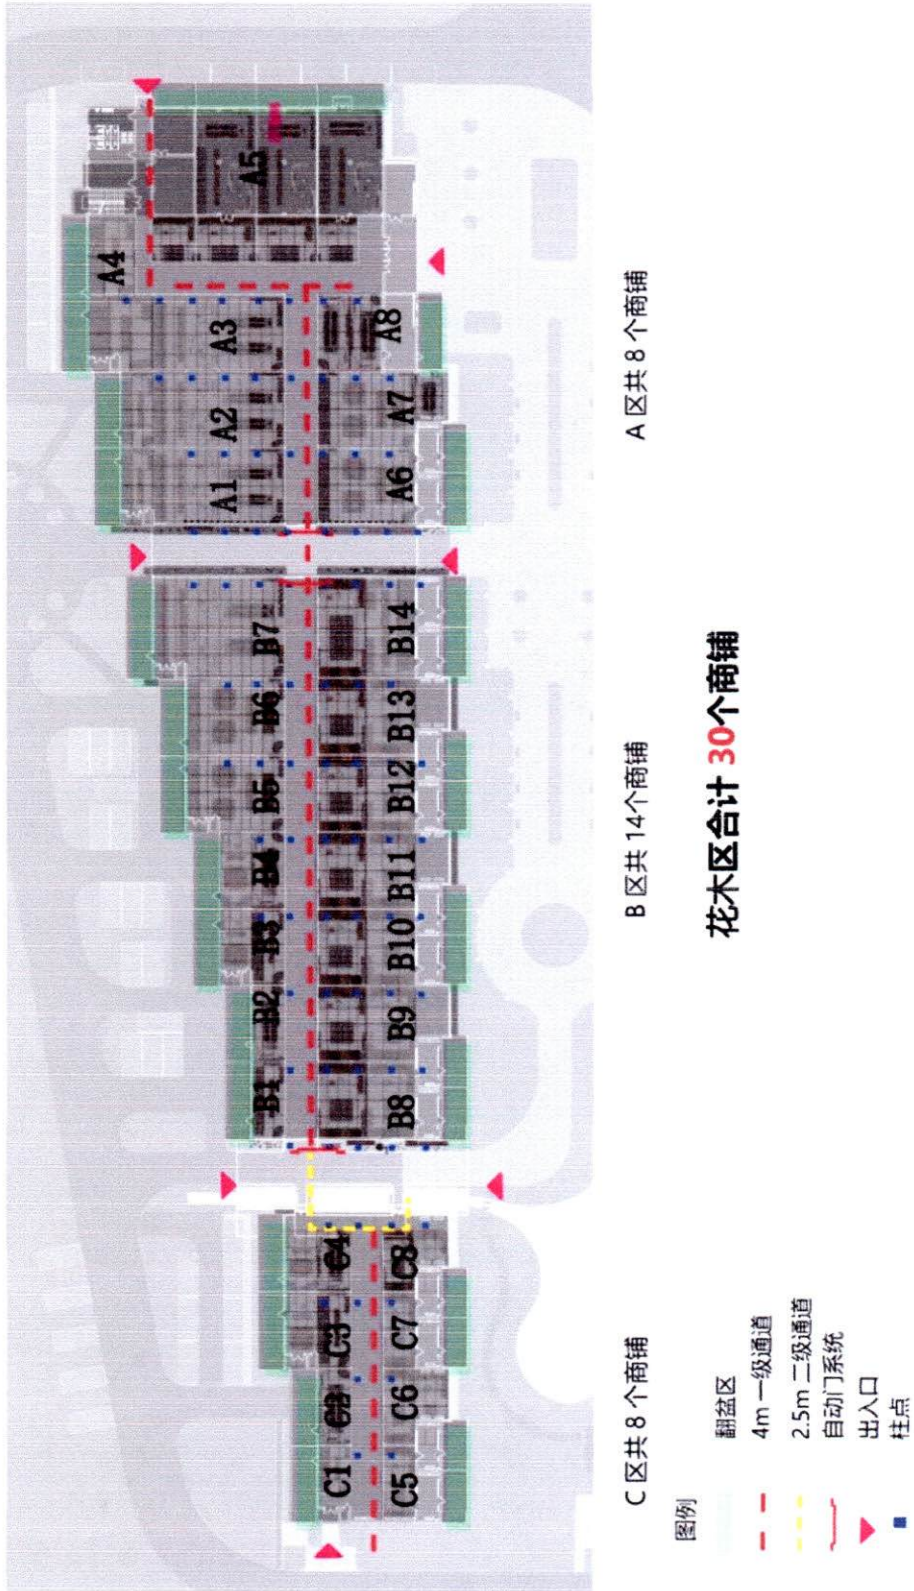 A4
A5
A1 A2 A3
A6 A7 A8
B1 B2 B3 B4 B5 B6 B7
B8 B9 B10 B11 B12 B13 B14
C1 C2 C3 C4
C5 C6 C7 C8
C 区共 8 个商铺
B 区共 14个商铺
A 区共 8 个商铺
花木区合计 30个商铺
图例
翻盆区
4m 一级通道
2.5m 二级通道
自动门系统
出入口
柱点